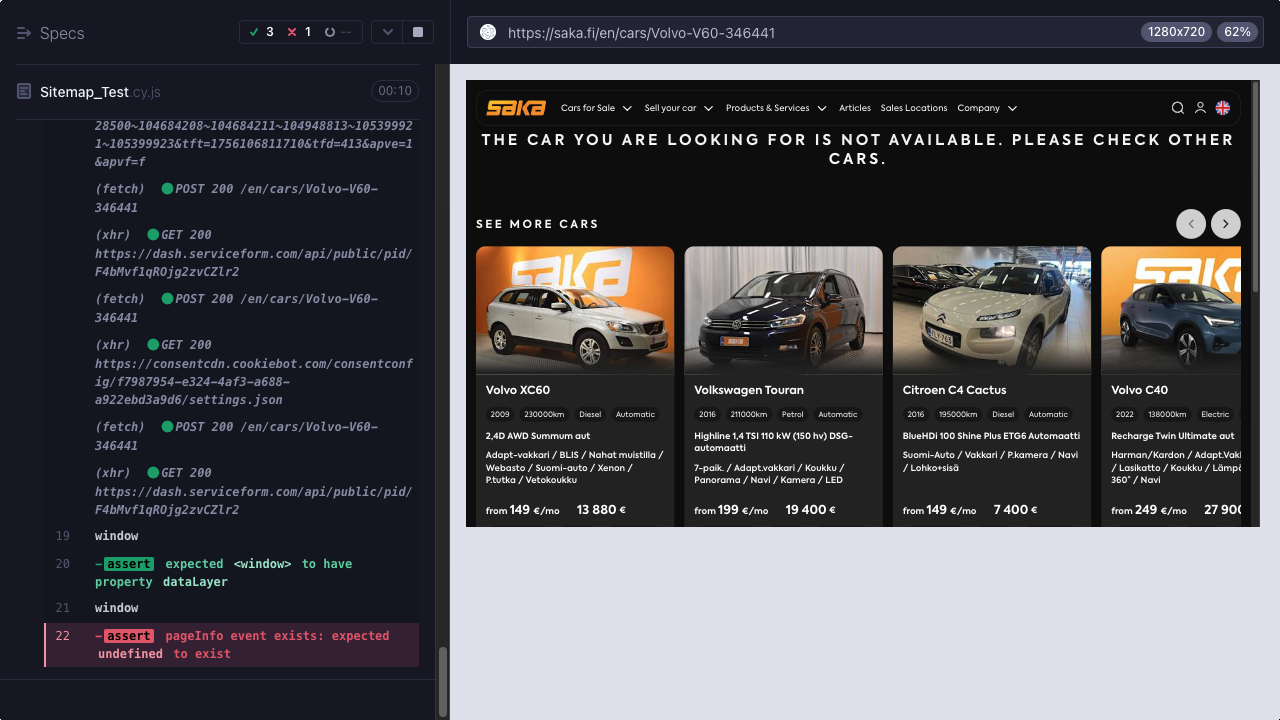 Specs
3
1
--
https://saka.fi/en/cars/Volvo-V60-346441
1280x720
62%
Sitemap_Test.cy.js
00:10
28500~104684208~104684211~104948813~10539992
1~105399923&tft=1756106811710&tfd=413&apve=1
&apvf=f
(fetch) POST 200 /en/cars/Volvo-V60-
346441
(xhr) GET 200
https://dash.serviceform.com/api/public/pid/
F4bMvf1qROjg2zvCZlr2
(fetch) POST 200 /en/cars/Volvo-V60-
346441
(xhr) GET 200
https://consentcdn.cookiebot.com/consentconf
ig/f7987954-e324-4af3-a688-
a922ebd3a9d6/settings.json
(fetch) POST 200 /en/cars/Volvo-V60-
346441
(xhr) GET 200
https://dash.serviceform.com/api/public/pid/
F4bMvf1qROjg2zvCZlr2
19 window
20 -assert expected <window> to have
property dataLayer
21 window
22 -assert pageInfo event exists: expected
undefined to exist
saka
Cars for Sale
Sell your car
Products & Services
Articles
Sales Locations
Company
THE CAR YOU ARE LOOKING FOR IS NOT AVAILABLE. PLEASE CHECK OTHER
CARS.
SEE MORE CARS
saka
Volvo XC60
2009 230000km Diesel Automatic
2,4D AWD Summum aut
Adapt-vakkari / BLIS / Nahat muistilla /
Webasto / Suomi-auto / Xenon /
P.tutka / Vetokoukku
from 149 €/mo 13 880 €
Volkswagen Touran
2016 211000km Petrol Automatic
Highline 1,4 TSI 110 kW (150 hv) DSG-
automaatti
7-paik. / Adapt.vakkari / Koukku /
Panorama / Navi / Kamera / LED
from 199 €/mo 19 400 €
Citroen C4 Cactus
2016 195000km Diesel Automatic
BlueHDi 100 Shine Plus ETG6 Automaatti
Suomi-Auto / Vakkari / P.kamera / Navi
/ Lohko+sisä
from 149 €/mo 7 400 €
Volvo C40
2022 138000km Electric
Recharge Twin Ultimate aut
Harman/Kardon / Adapt.Vak
/ Lasikatto / Koukku / Lämpö
360° / Navi
from 249 €/mo 27 900